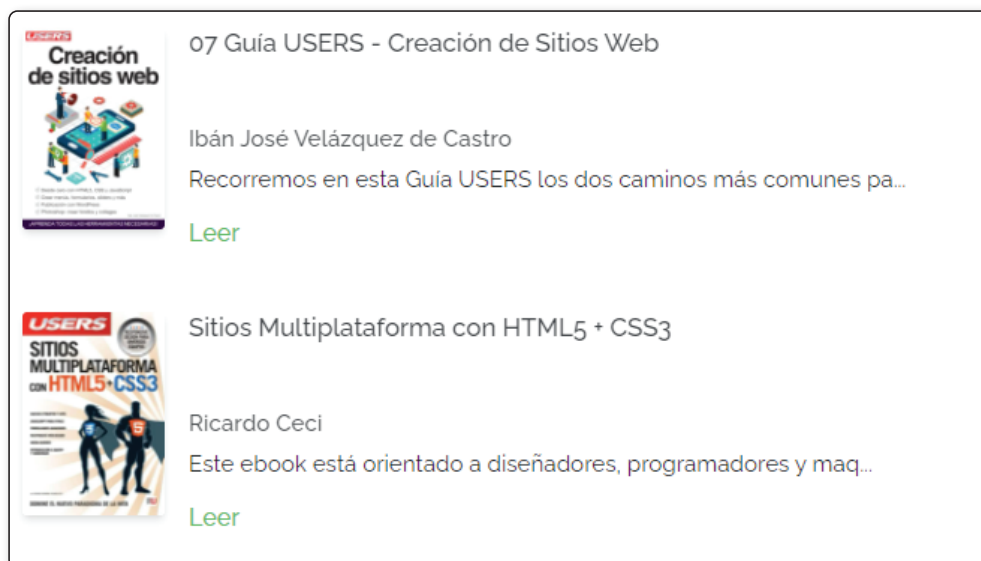 USERS
Creación
de sitios web
07 Guía USERS - Creación de Sitios Web
Ibán José Velázquez de Castro
Recorremos en esta Guía USERS los dos caminos más comunes pa...
Leer
USERS
SITIOS
MULTIPLATAFORMA
CON HTML5+CSS3
Sitios Multiplataforma con HTML5 + CSS3
Ricardo Ceci
Este ebook está orientado a diseñadores, programadores y maq...
Leer